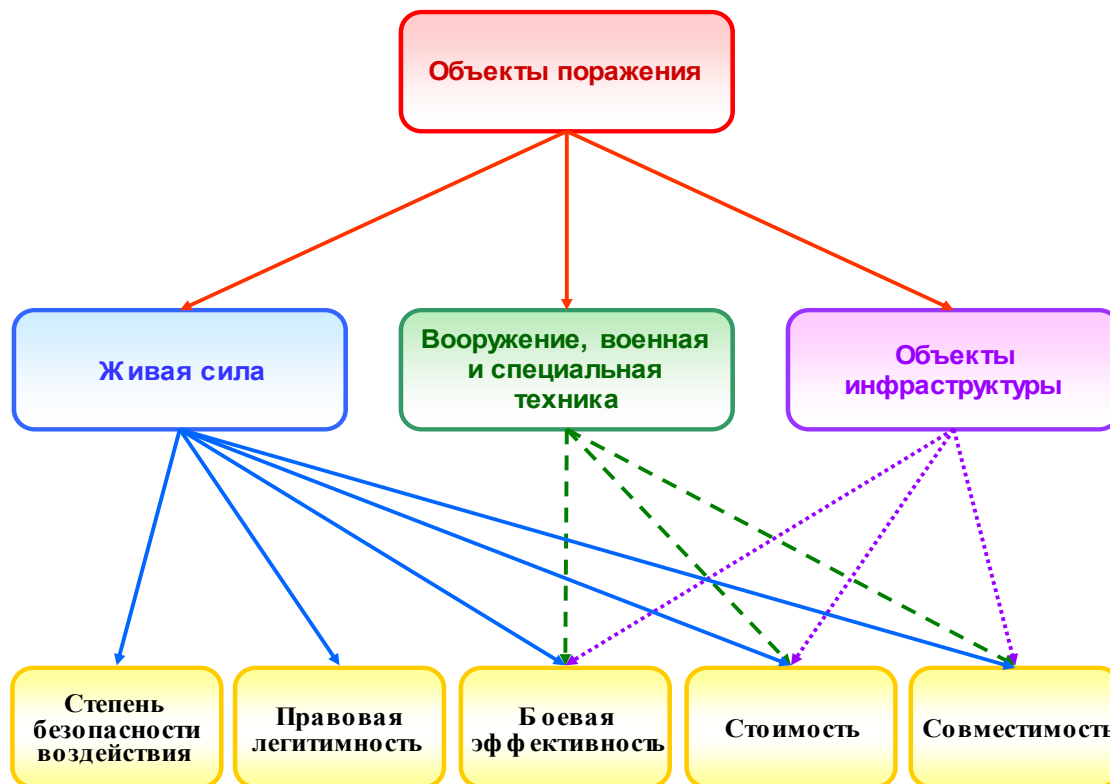 Объекты поражения
Живая сила
Вооружение, военная
и специальная
техника
Объекты
инфраструктуры
Степень
безопасности
воздействия
Правовая
легитимность
Боевая
эффективность
Стоимость
Совместимость